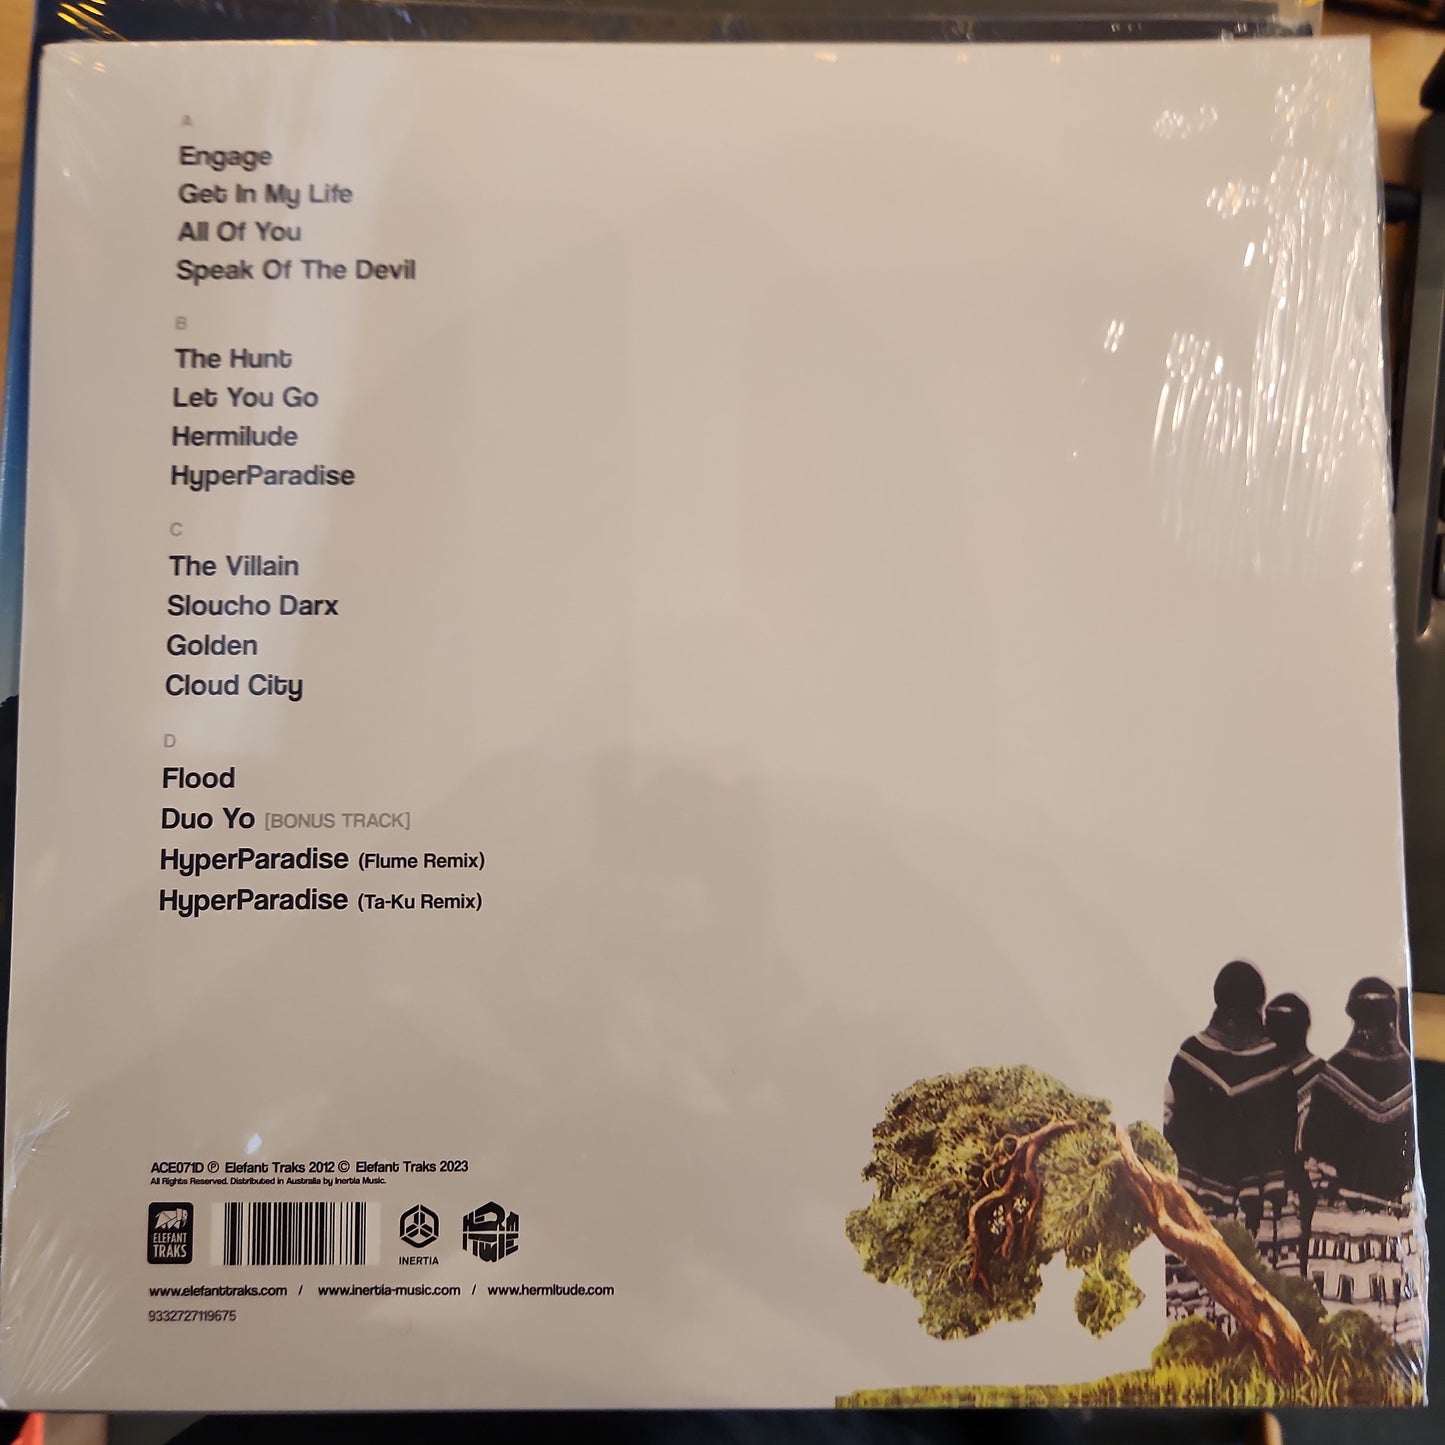 A
Engage
Get In My Life
All Of You
Speak Of The Devil
B
The Hunt
Let You Go
Hermilude
HyperParadise
C
The Villain
Sloucho Darx
Golden
Cloud City
D
Flood
Duo Yo [BONUS TRACK]
HyperParadise (Flume Remix)
HyperParadise (Ta-Ku Remix)
ACE071D ℗ Elefant Traks 2012 © Elefant Traks 2023
All Rights Reserved. Distributed in Australia by Inertia Music.
ELEFANT
TRAKS
INERTIA
HERMITUDE
www.elefanttraks.com / www.inertia-music.com / www.hermitude.com
9332727119675